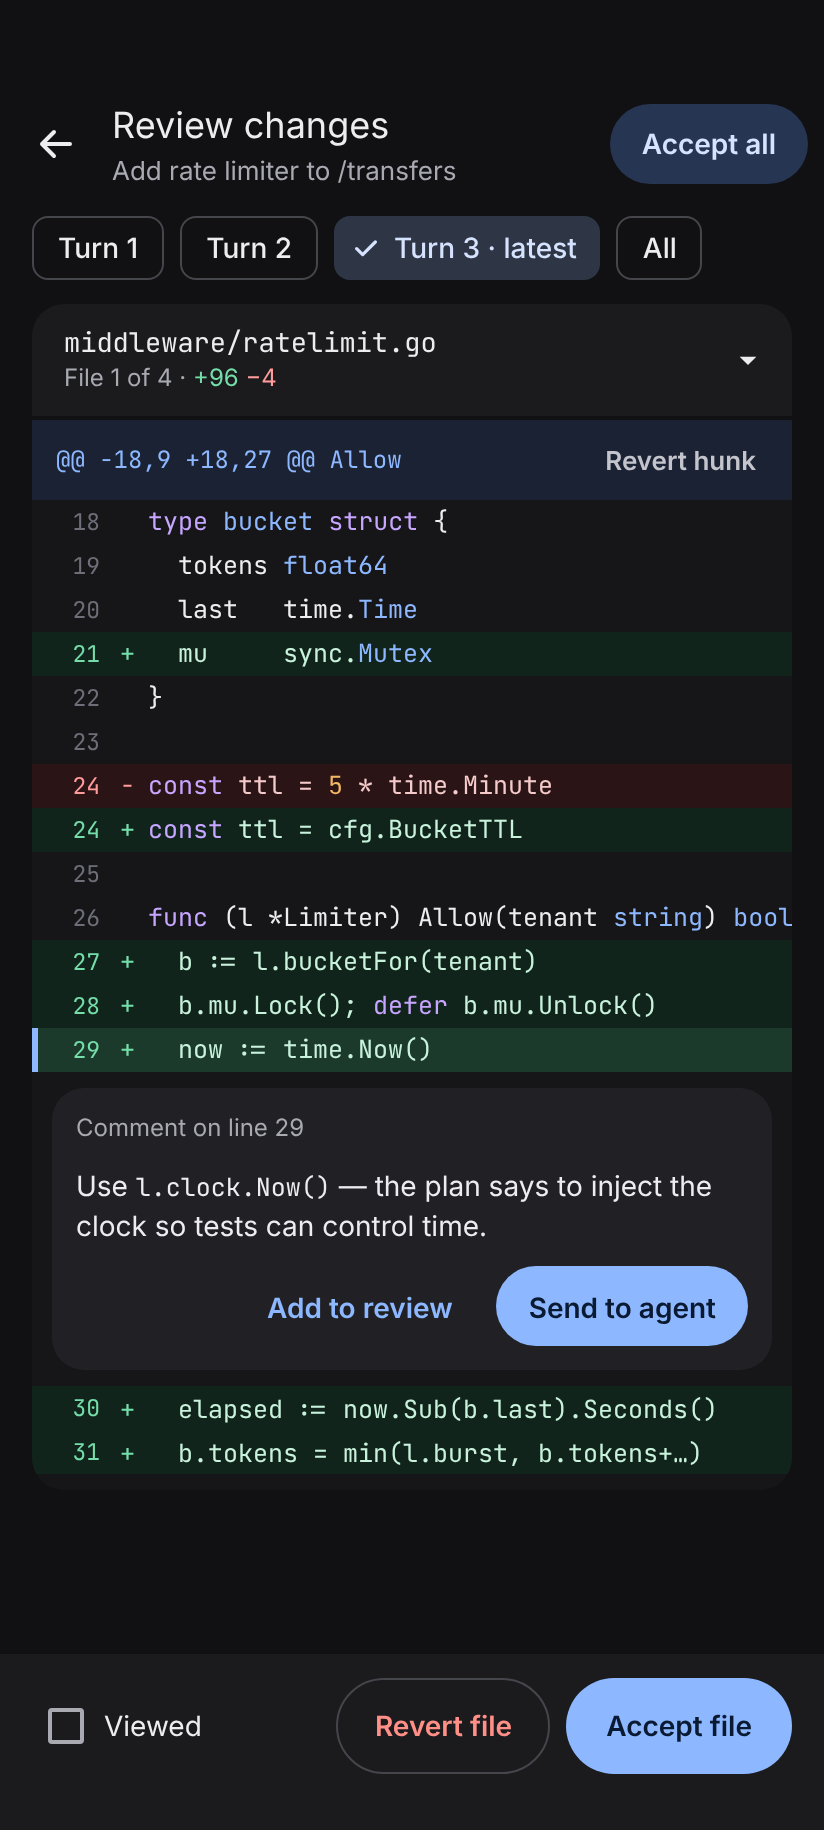 Review changes
Add rate limiter to /transfers
Accept all
Turn 1
Turn 2
Turn 3 · latest
All
middleware/ratelimit.go
File 1 of 4 · +96 −4
@@ -18,9 +18,27 @@ Allow
Revert hunk
18 type bucket struct {
19 tokens float64
20 last time.Time
21 + mu sync.Mutex
22 }
23
24 - const ttl = 5 * time.Minute
24 + const ttl = cfg.BucketTTL
25
26 func (l *Limiter) Allow(tenant string) bool
27 + b := l.bucketFor(tenant)
28 + b.mu.Lock(); defer b.mu.Unlock()
29 + now := time.Now()
Comment on line 29
Use l.clock.Now() — the plan says to inject the
clock so tests can control time.
Add to review
Send to agent
30 + elapsed := now.Sub(b.last).Seconds()
31 + b.tokens = min(l.burst, b.tokens+…)
Viewed
Revert file
Accept file